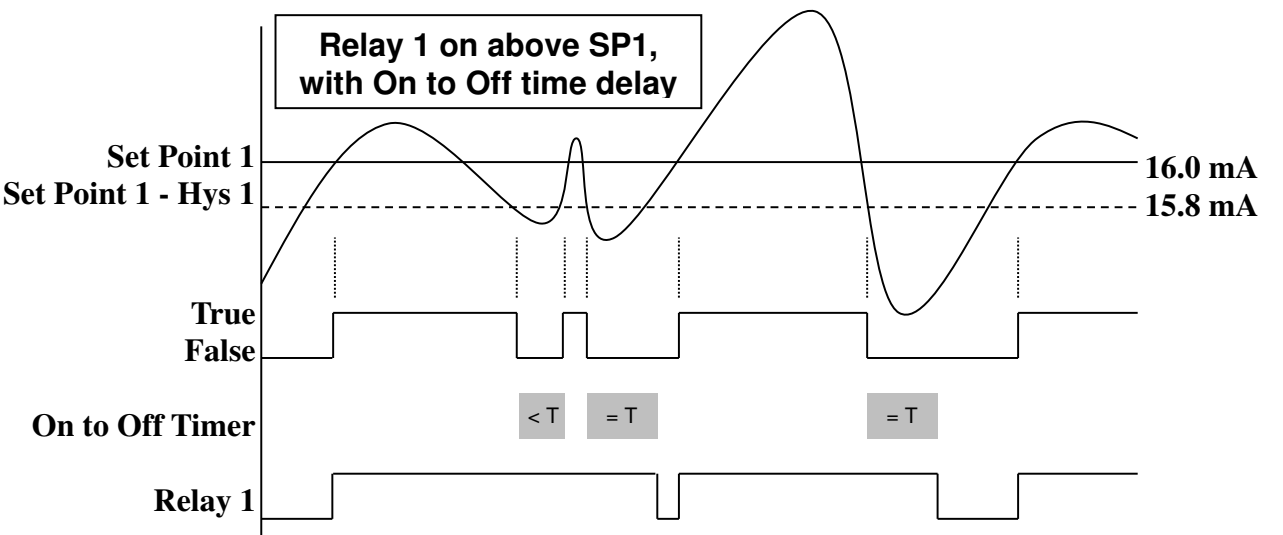 Relay 1 on above SP1,
with On to Off time delay
Set Point 1
16.0 mA
Set Point 1 - Hys 1
15.8 mA
True
False
On to Off Timer
< T
= T
= T
Relay 1